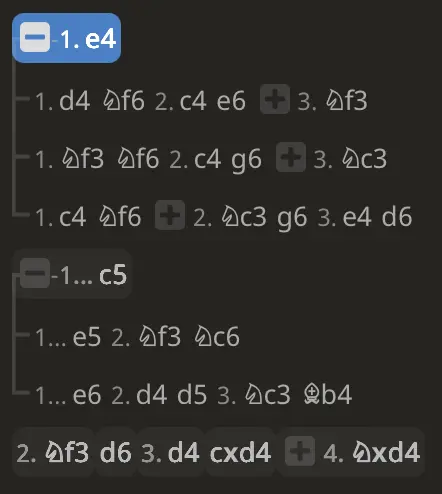 1. e4
1. d4 ♘f6 2. c4 e6 3. ♘f3
1. ♘f3 ♘f6 2. c4 g6 3. ♘c3
1. c4 ♘f6 2. ♘c3 g6 3. e4 d6
1... c5
1... e5 2. ♘f3 ♘c6
1... e6 2. d4 d5 3. ♘c3 ♗b4
2. ♘f3 d6 3. d4 cxd4 4. ♘xd4